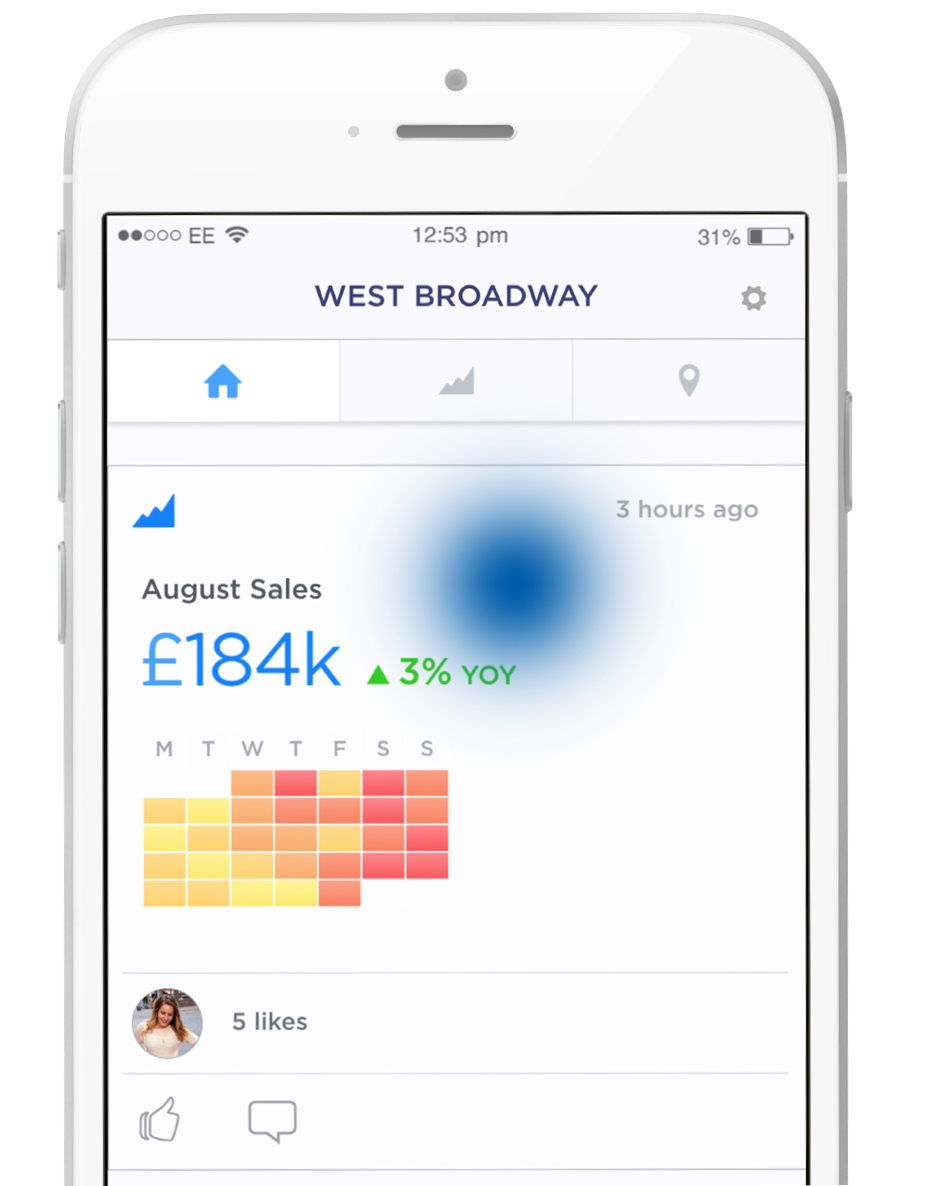 EE 12:53 pm 31%
WEST BROADWAY
3 hours ago
August Sales
£184k ▲ 3% YOY
M T W T F S S
5 likes